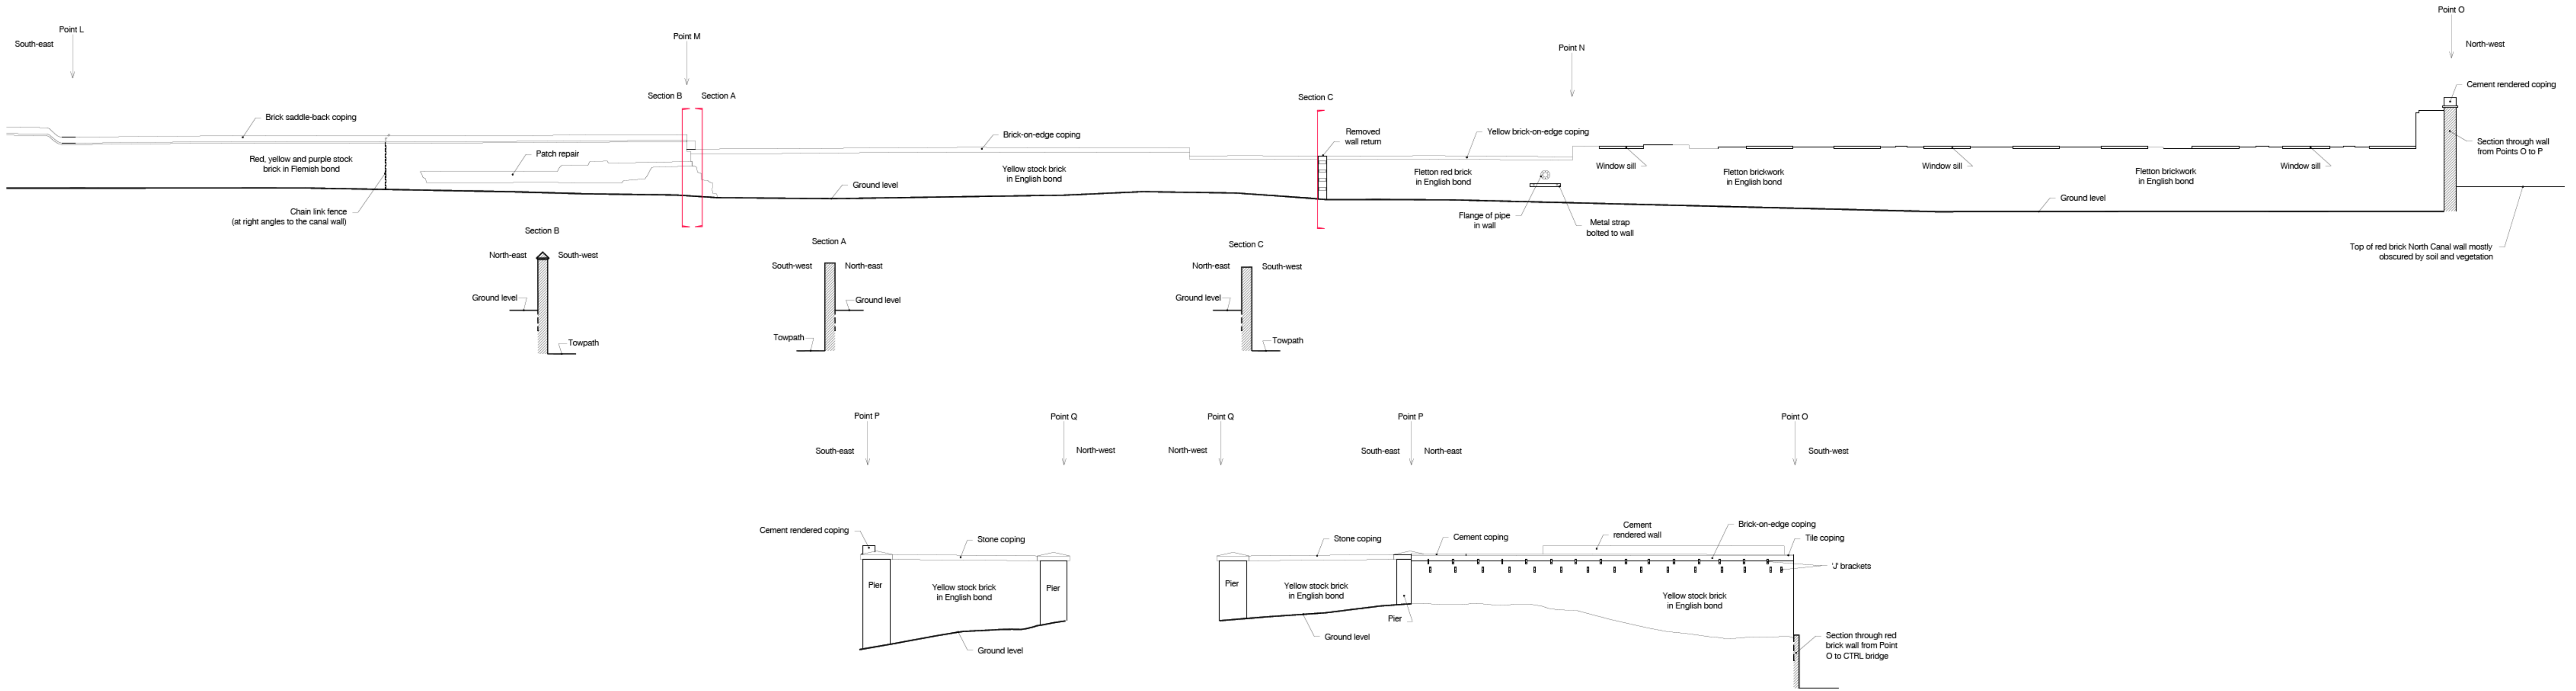 Point L
South-east
Point M
Point N
Point O
North-west
Section B
Section A
Section C
Cement rendered coping
Brick saddle-back coping
Brick-on-edge coping
Removed
wall return
Yellow brick-on-edge coping
Red, yellow and purple stock
brick in Flemish bond
Patch repair
Yellow stock brick
in English bond
Ground level
Fletton red brick
in English bond
Window sill
Fletton brickwork
in English bond
Window sill
Fletton brickwork
in English bond
Window sill
Section through wall
from Points O to P
Ground level
Chain link fence
(at right angles to the canal wall)
Flange of pipe
in wall
Metal strap
bolted to wall
Top of red brick North Canal wall mostly
obscured by soil and vegetation
Section B
North-east
South-west
Ground level
Towpath
Section A
South-west
North-east
Ground level
Towpath
Section C
North-east
South-west
Ground level
Towpath
Point P
Point Q
South-east
North-west
Cement rendered coping
Stone coping
Pier
Yellow stock brick
in English bond
Pier
Ground level
Point Q
Point P
Point O
North-west
South-east
North-east
South-west
Stone coping
Cement coping
Cement
rendered wall
Brick-on-edge coping
Tile coping
'J' brackets
Pier
Yellow stock brick
in English bond
Yellow stock brick
in English bond
Pier
Ground level
Section through red
brick wall from Point
O to CTRL bridge